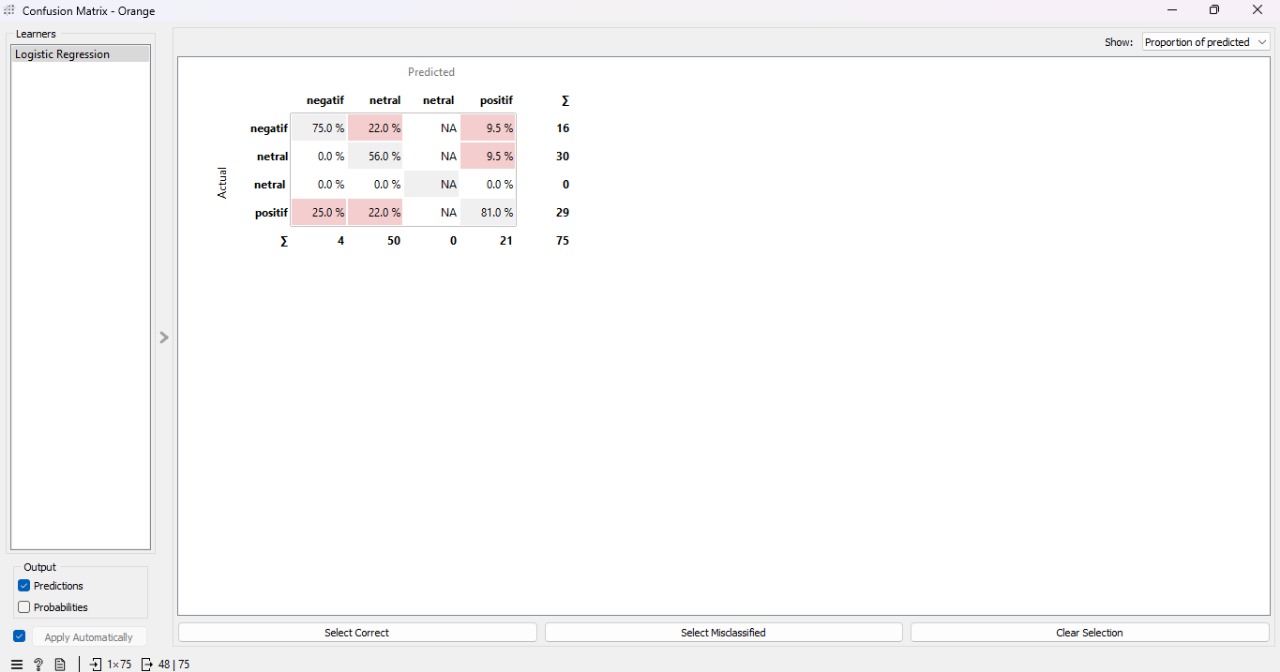 Confusion Matrix - Orange
Learners
Logistic Regression
Show: Proportion of predicted
Predicted
negatif netral netral positif Σ
negatif 75.0 % 22.0 % NA 9.5 % 16
netral 0.0 % 56.0 % NA 9.5 % 30
netral 0.0 % 0.0 % NA 0.0 % 0
positif 25.0 % 22.0 % NA 81.0 % 29
Σ 4 50 0 21 75
Actual
Output
Predictions
Probabilities
Apply Automatically
Select Correct Select Misclassified Clear Selection
? | 1×75 48 | 75